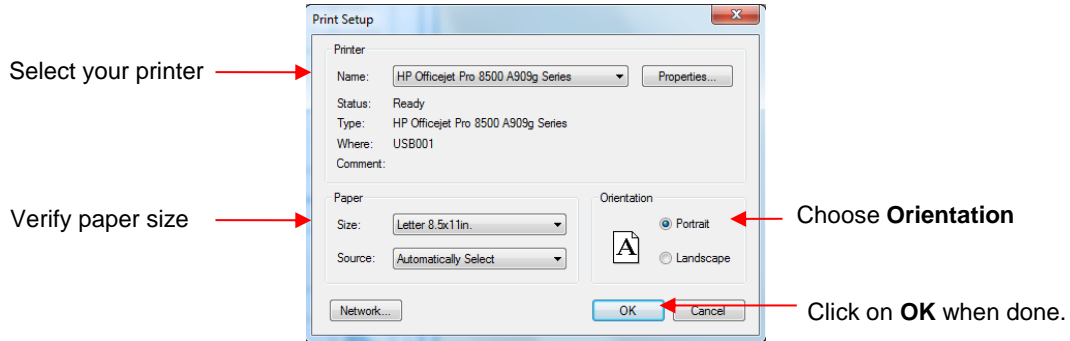 Print Setup
Printer
Select your printer
Name: HP Officejet Pro 8500 A909g Series Properties...
Status: Ready
Type: HP Officejet Pro 8500 A909g Series
Where: USB001
Comment:
Paper Orientation
Verify paper size
Size: Letter 8.5x11in. Portrait
Choose Orientation
A
Source: Automatically Select Landscape
Network... OK Cancel
Click on OK when done.